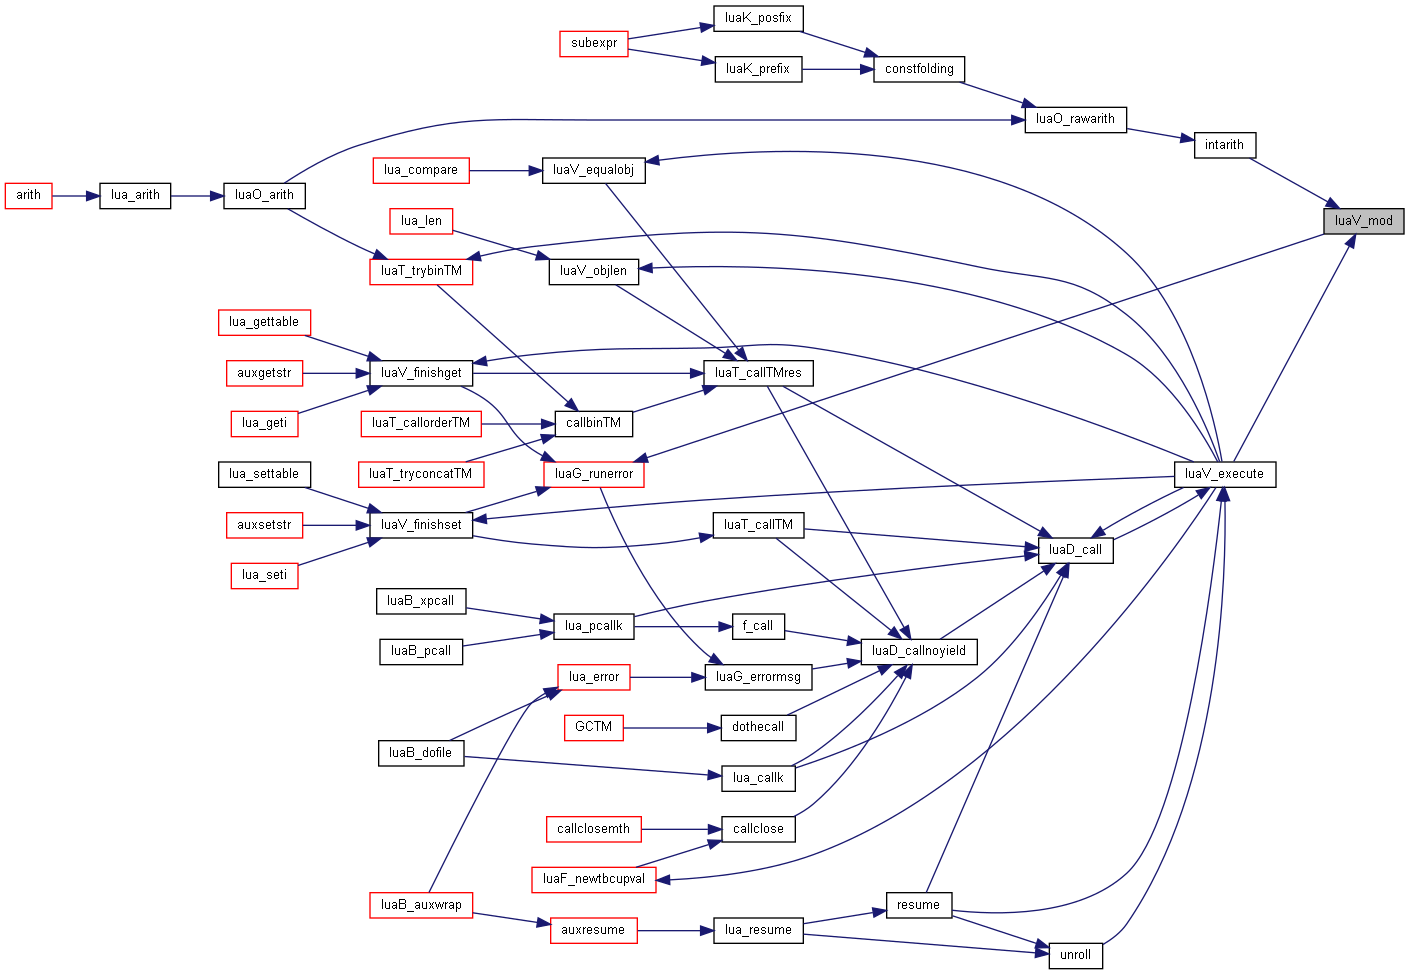 luaK_posfix
subexpr
luaK_prefix
constfolding
luaO_rawarith
intarith
lua_compare
luaV_equalobj
arith
lua_arith
luaO_arith
lua_len
luaV_mod
luaT_trybinTM
luaV_objlen
lua_gettable
auxgetstr
luaV_finishget
luaT_callTMres
lua_geti
luaT_callorderTM
callbinTM
lua_settable
luaT_tryconcatTM
luaG_runerror
luaV_execute
auxsetstr
luaV_finishset
luaT_callTM
luaD_call
lua_seti
luaB_xpcall
lua_pcallk
f_call
luaB_pcall
luaD_callnoyield
lua_error
luaG_errormsg
GCTM
dothecall
luaB_dofile
lua_callk
callclosemth
callclose
luaF_newtbcupval
luaB_auxwrap
resume
auxresume
lua_resume
unroll